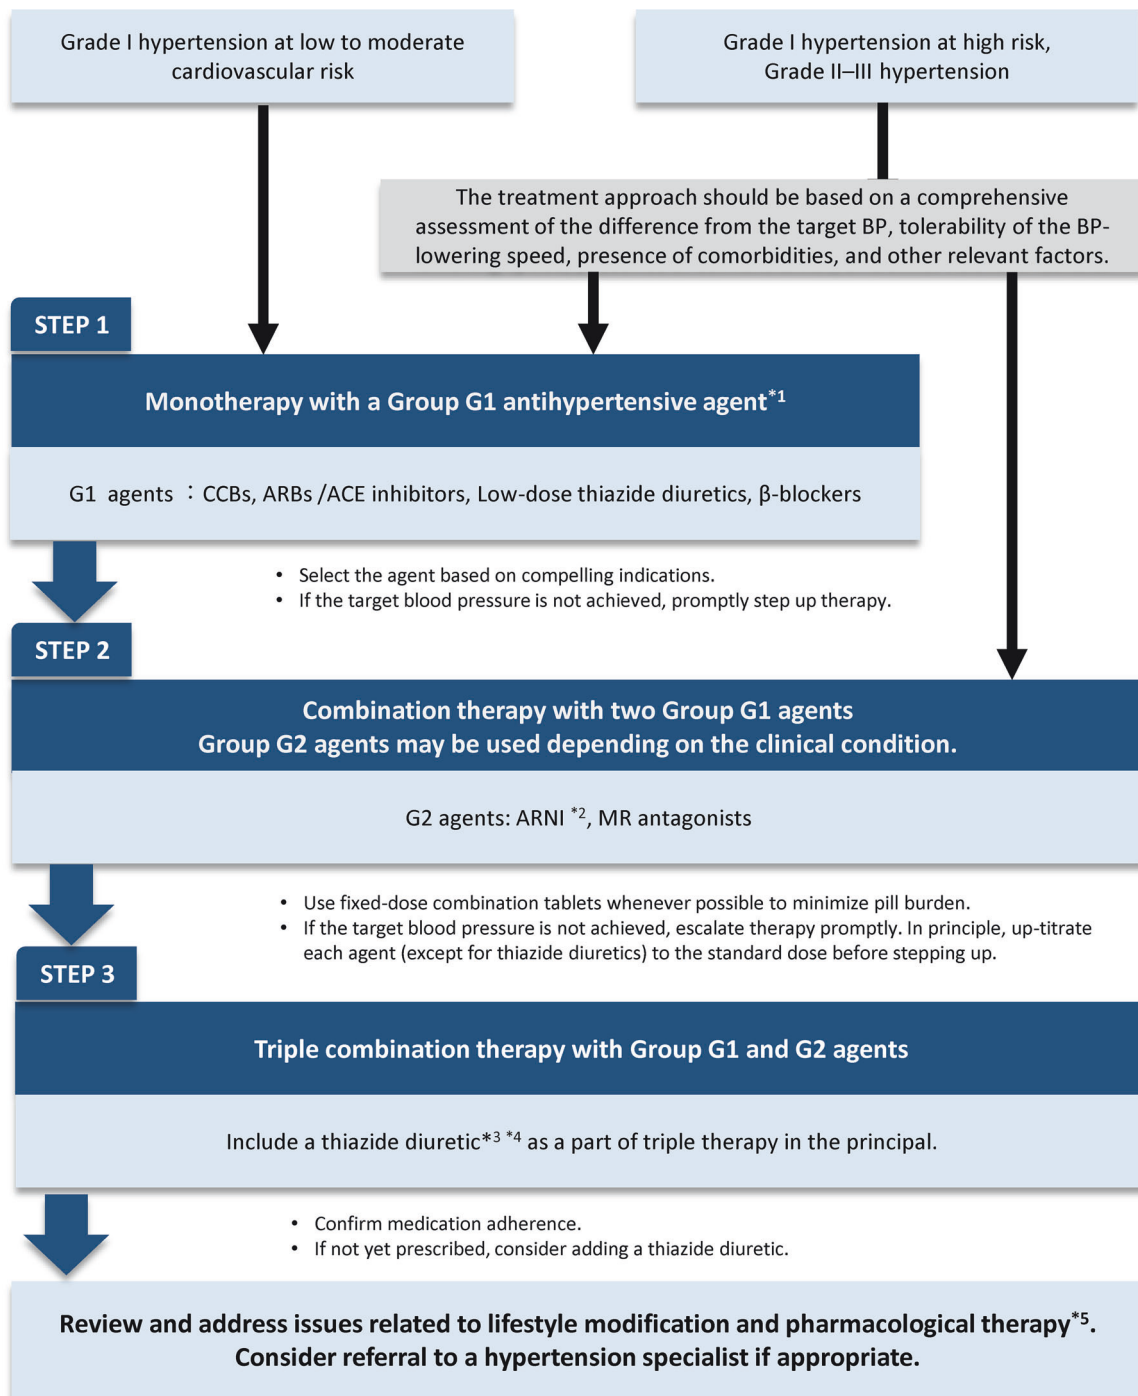 Grade I hypertension at low to moderate
cardiovascular risk
Grade I hypertension at high risk,
Grade II–III hypertension
The treatment approach should be based on a comprehensive
assessment of the difference from the target BP, tolerability of the BP-
lowering speed, presence of comorbidities, and other relevant factors.
STEP 1
Monotherapy with a Group G1 antihypertensive agent*1
G1 agents ：CCBs, ARBs /ACE inhibitors, Low-dose thiazide diuretics, β-blockers
• Select the agent based on compelling indications.
• If the target blood pressure is not achieved, promptly step up therapy.
STEP 2
Combination therapy with two Group G1 agents
Group G2 agents may be used depending on the clinical condition.
G2 agents: ARNI *2, MR antagonists
• Use fixed-dose combination tablets whenever possible to minimize pill burden.
• If the target blood pressure is not achieved, escalate therapy promptly. In principle, up-titrate
each agent (except for thiazide diuretics) to the standard dose before stepping up.
STEP 3
Triple combination therapy with Group G1 and G2 agents
Include a thiazide diuretic*3 *4 as a part of triple therapy in the principal.
• Confirm medication adherence.
• If not yet prescribed, consider adding a thiazide diuretic.
Review and address issues related to lifestyle modification and pharmacological therapy*5.
Consider referral to a hypertension specialist if appropriate.